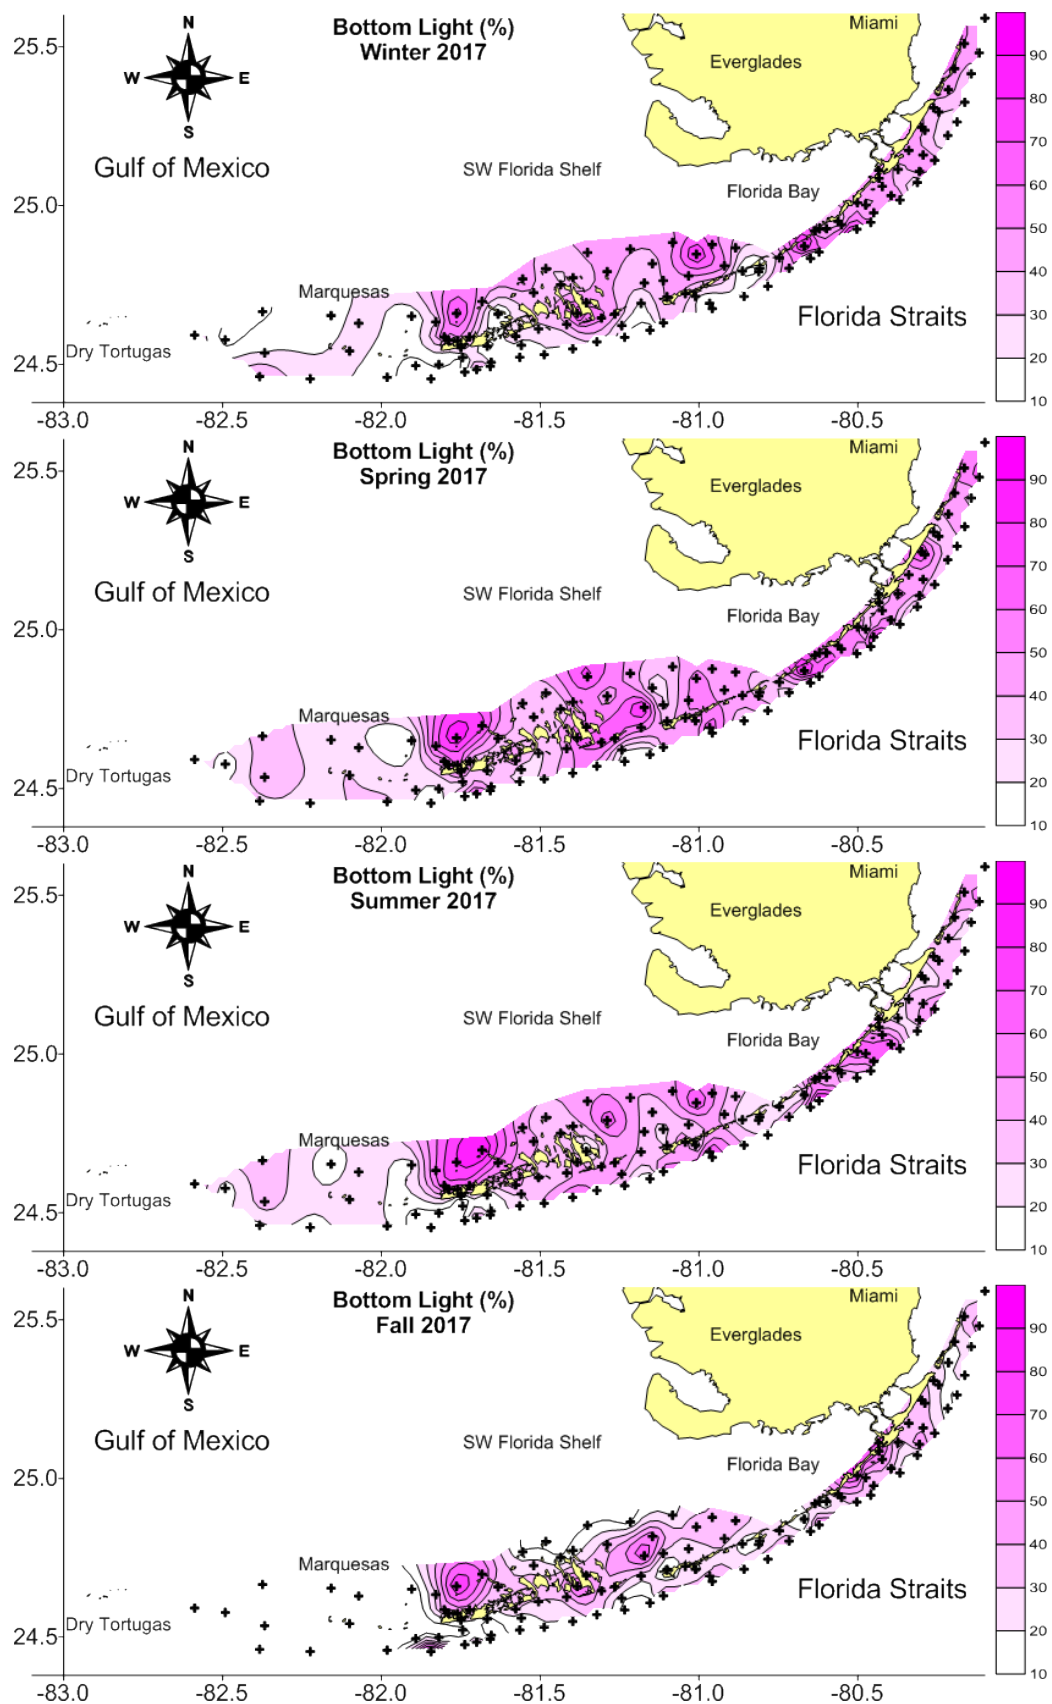 Bottom Light (%)
Winter 2017
N
W E
S
Gulf of Mexico
SW Florida Shelf
Everglades
Miami
Florida Bay
Florida Straits
Marquesas
Dry Tortugas
25.5
25.0
24.5
-83.0 -82.5 -82.0 -81.5 -81.0 -80.5
90
80
70
60
50
40
30
20
10
Bottom Light (%)
Spring 2017
N
W E
S
Gulf of Mexico
SW Florida Shelf
Everglades
Miami
Florida Bay
Florida Straits
Marquesas
Dry Tortugas
25.5
25.0
24.5
-83.0 -82.5 -82.0 -81.5 -81.0 -80.5
90
80
70
60
50
40
30
20
10
Bottom Light (%)
Summer 2017
N
W E
S
Gulf of Mexico
SW Florida Shelf
Everglades
Miami
Florida Bay
Florida Straits
Marquesas
Dry Tortugas
25.5
25.0
24.5
-83.0 -82.5 -82.0 -81.5 -81.0 -80.5
90
80
70
60
50
40
30
20
10
Bottom Light (%)
Fall 2017
N
W E
S
Gulf of Mexico
SW Florida Shelf
Everglades
Miami
Florida Bay
Florida Straits
Marquesas
Dry Tortugas
25.5
25.0
24.5
-83.0 -82.5 -82.0 -81.5 -81.0 -80.5
90
80
70
60
50
40
30
20
10